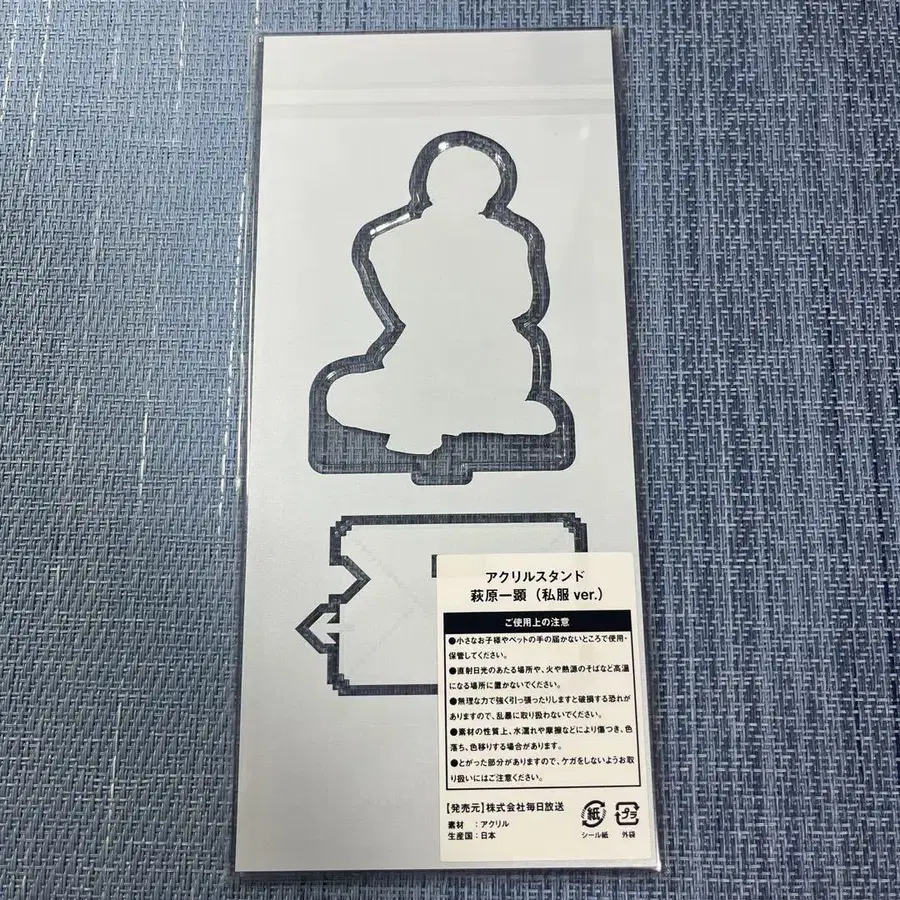 アクリルスタンド
萩原一顕（私服 ver.）
ご使用上の注意
●小さなお子様やペットの手の届かないところで使用・
保管してください。
●直射日光のあたる場所や、火や熱源のそばなど高温
になる場所に置かないでください。
●無理な力で強く引っ張ったりしますと破損する恐れが
ありますので、乱暴に取り扱わないでください。
●素材の性質上、水濡れや摩擦などにより傷つき、色
落ち、色移りする場合があります。
●とがった部分がありますので、ケガをしないようお取
り扱いにはご注意ください。
【発売元】株式会社毎日放送
素材　：アクリル
生産国：日本
紙
シール紙
プラ
外袋